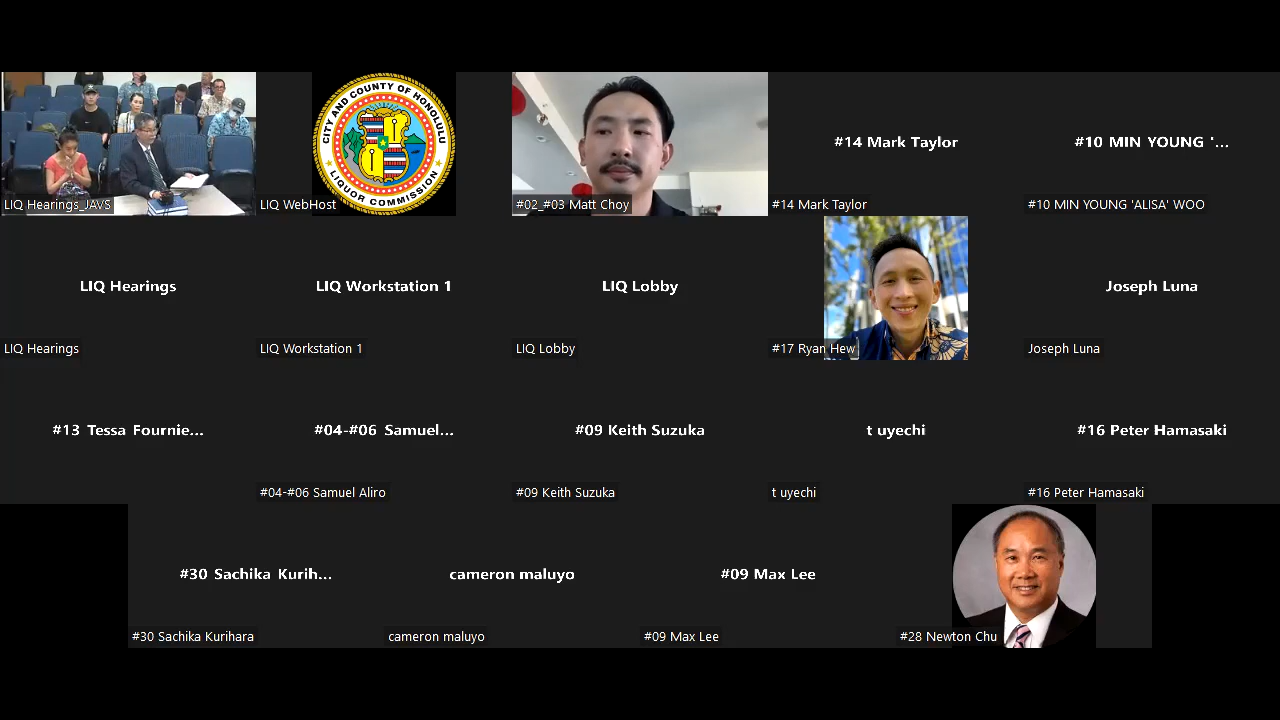 LIQ Hearings_JAVS
CITY AND COUNTY OF HONOLULU
LIQUOR COMMISSION
LIQ WebHost
#02_#03 Matt Choy
#14 Mark Taylor
#14 Mark Taylor
#10 MIN YOUNG '...
#10 MIN YOUNG 'ALISA' WOO
LIQ Hearings
LIQ Hearings
LIQ Workstation 1
LIQ Workstation 1
LIQ Lobby
LIQ Lobby
#17 Ryan Hew
Joseph Luna
Joseph Luna
#13 Tessa Fournie...
#04-#06 Samuel...
#04-#06 Samuel Aliro
#09 Keith Suzuka
#09 Keith Suzuka
t uyechi
t uyechi
#16 Peter Hamasaki
#16 Peter Hamasaki
#30 Sachika Kurih...
#30 Sachika Kurihara
cameron maluyo
cameron maluyo
#09 Max Lee
#09 Max Lee
#28 Newton Chu